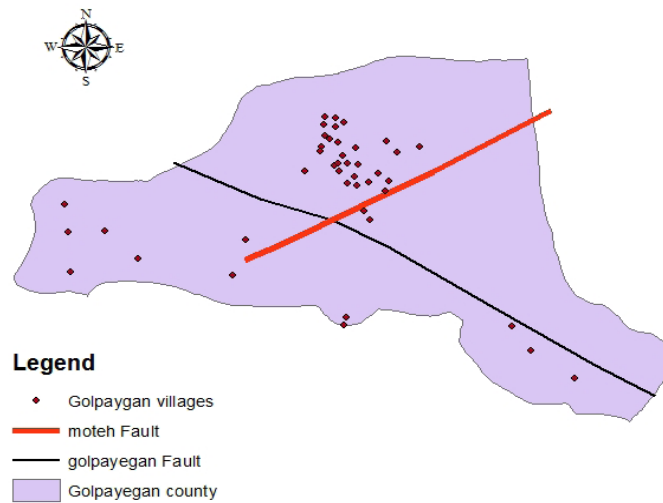 N
W E
S
Legend
Golpaygan villages
moteh Fault
golpayegan Fault
Golpayegan county